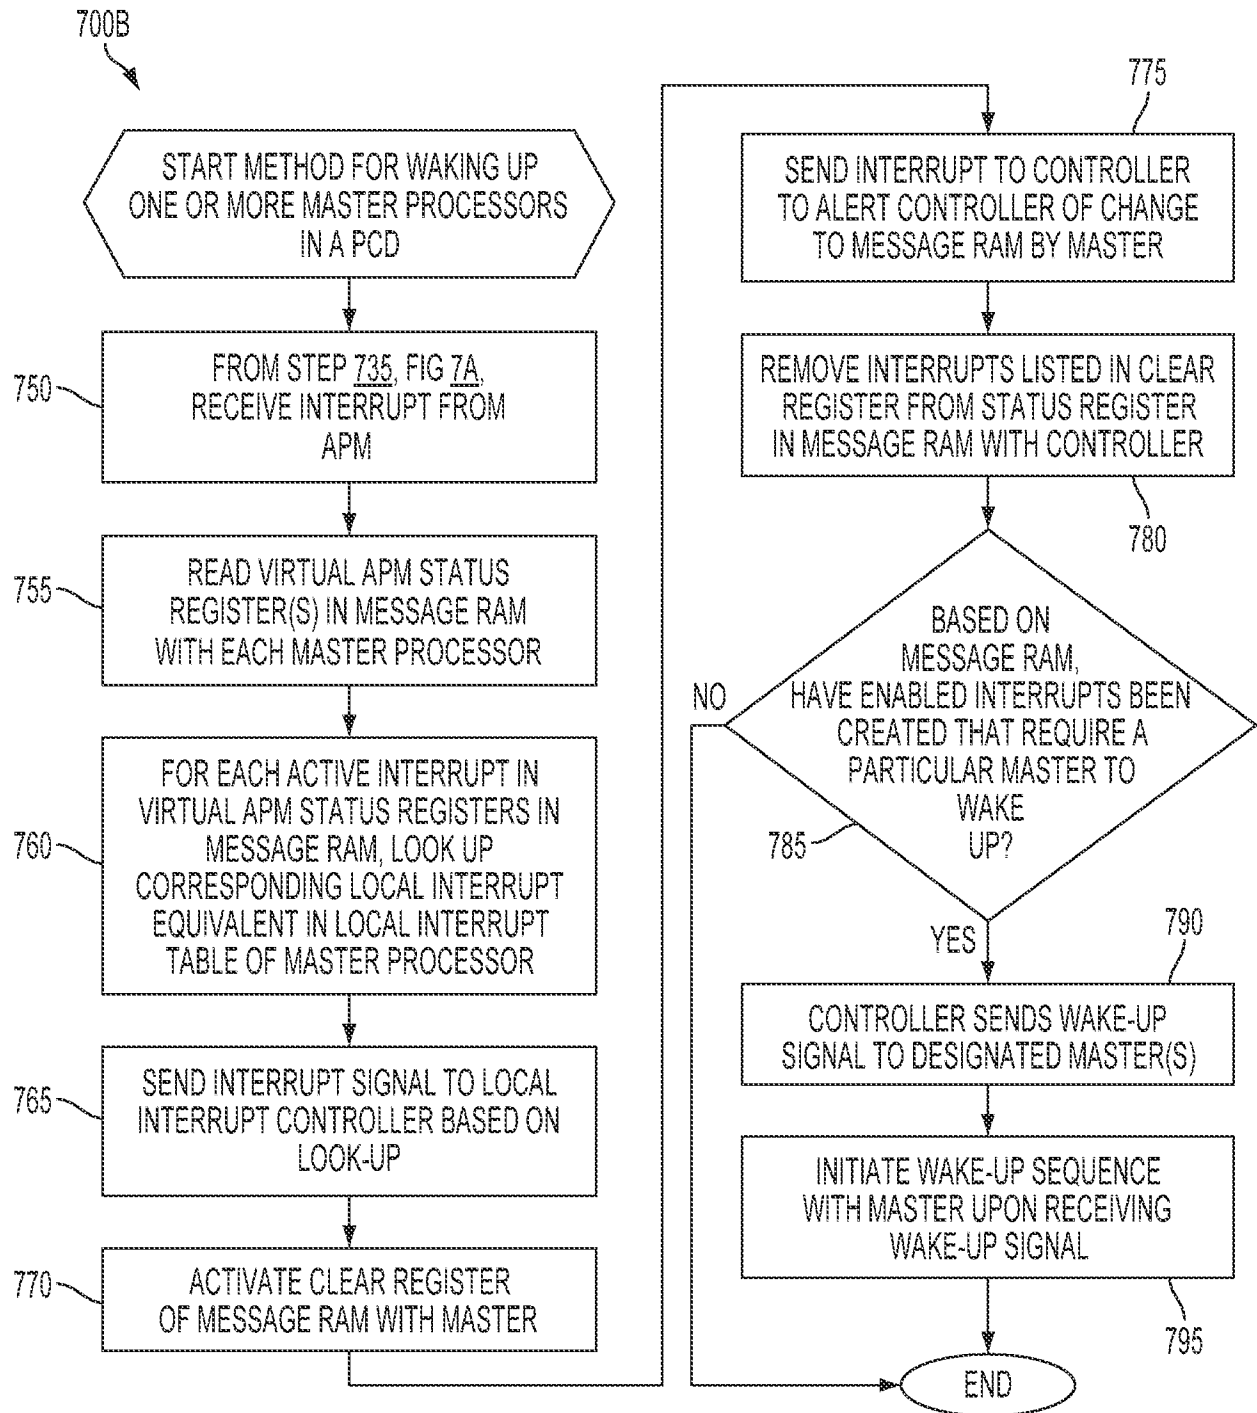 700B
START METHOD FOR WAKING UP
ONE OR MORE MASTER PROCESSORS
IN A PCD
750
FROM STEP 735, FIG 7A,
RECEIVE INTERRUPT FROM
APM
755
READ VIRTUAL APM STATUS
REGISTER(S) IN MESSAGE RAM
WITH EACH MASTER PROCESSOR
760
FOR EACH ACTIVE INTERRUPT IN
VIRTUAL APM STATUS REGISTERS IN
MESSAGE RAM, LOOK UP
CORRESPONDING LOCAL INTERRUPT
EQUIVALENT IN LOCAL INTERRUPT
TABLE OF MASTER PROCESSOR
765
SEND INTERRUPT SIGNAL TO LOCAL
INTERRUPT CONTROLLER BASED ON
LOOK-UP
770
ACTIVATE CLEAR REGISTER
OF MESSAGE RAM WITH MASTER
775
SEND INTERRUPT TO CONTROLLER
TO ALERT CONTROLLER OF CHANGE
TO MESSAGE RAM BY MASTER
REMOVE INTERRUPTS LISTED IN CLEAR
REGISTER FROM STATUS REGISTER
IN MESSAGE RAM WITH CONTROLLER
780
BASED ON
MESSAGE RAM,
HAVE ENABLED INTERRUPTS BEEN
CREATED THAT REQUIRE A
PARTICULAR MASTER TO
WAKE
UP?
NO
785
YES
790
CONTROLLER SENDS WAKE-UP
SIGNAL TO DESIGNATED MASTER(S)
INITIATE WAKE-UP SEQUENCE
WITH MASTER UPON RECEIVING
WAKE-UP SIGNAL
795
END